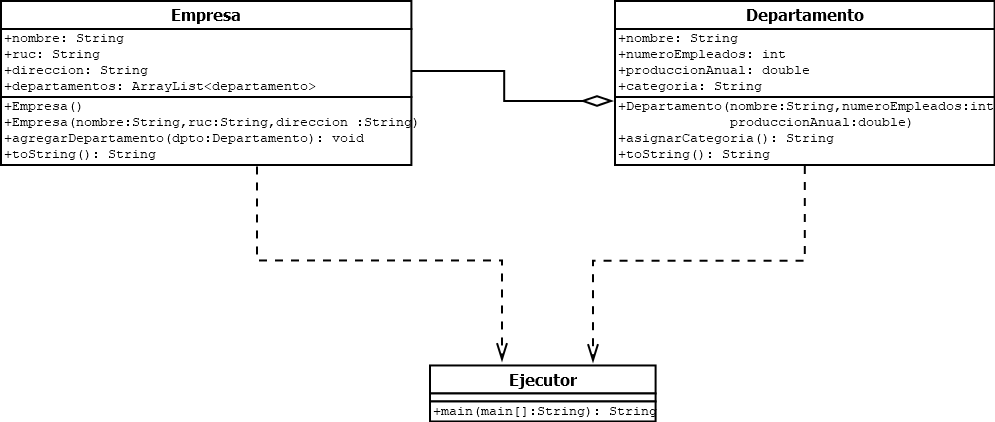 Empresa
+nombre: String
+ruc: String
+direccion: String
+departamentos: ArrayList<departamento>
+Empresa()
+Empresa(nombre:String,ruc:String,direccion :String)
+agregarDepartamento(dpto:Departamento): void
+toString(): String
Departamento
+nombre: String
+numeroEmpleados: int
+produccionAnual: double
+categoria: String
+Departamento(nombre:String,numeroEmpleados:int
produccionAnual:double)
+asignarCategoria(): String
+toString(): String
Ejecutor
+main(main[]:String): String